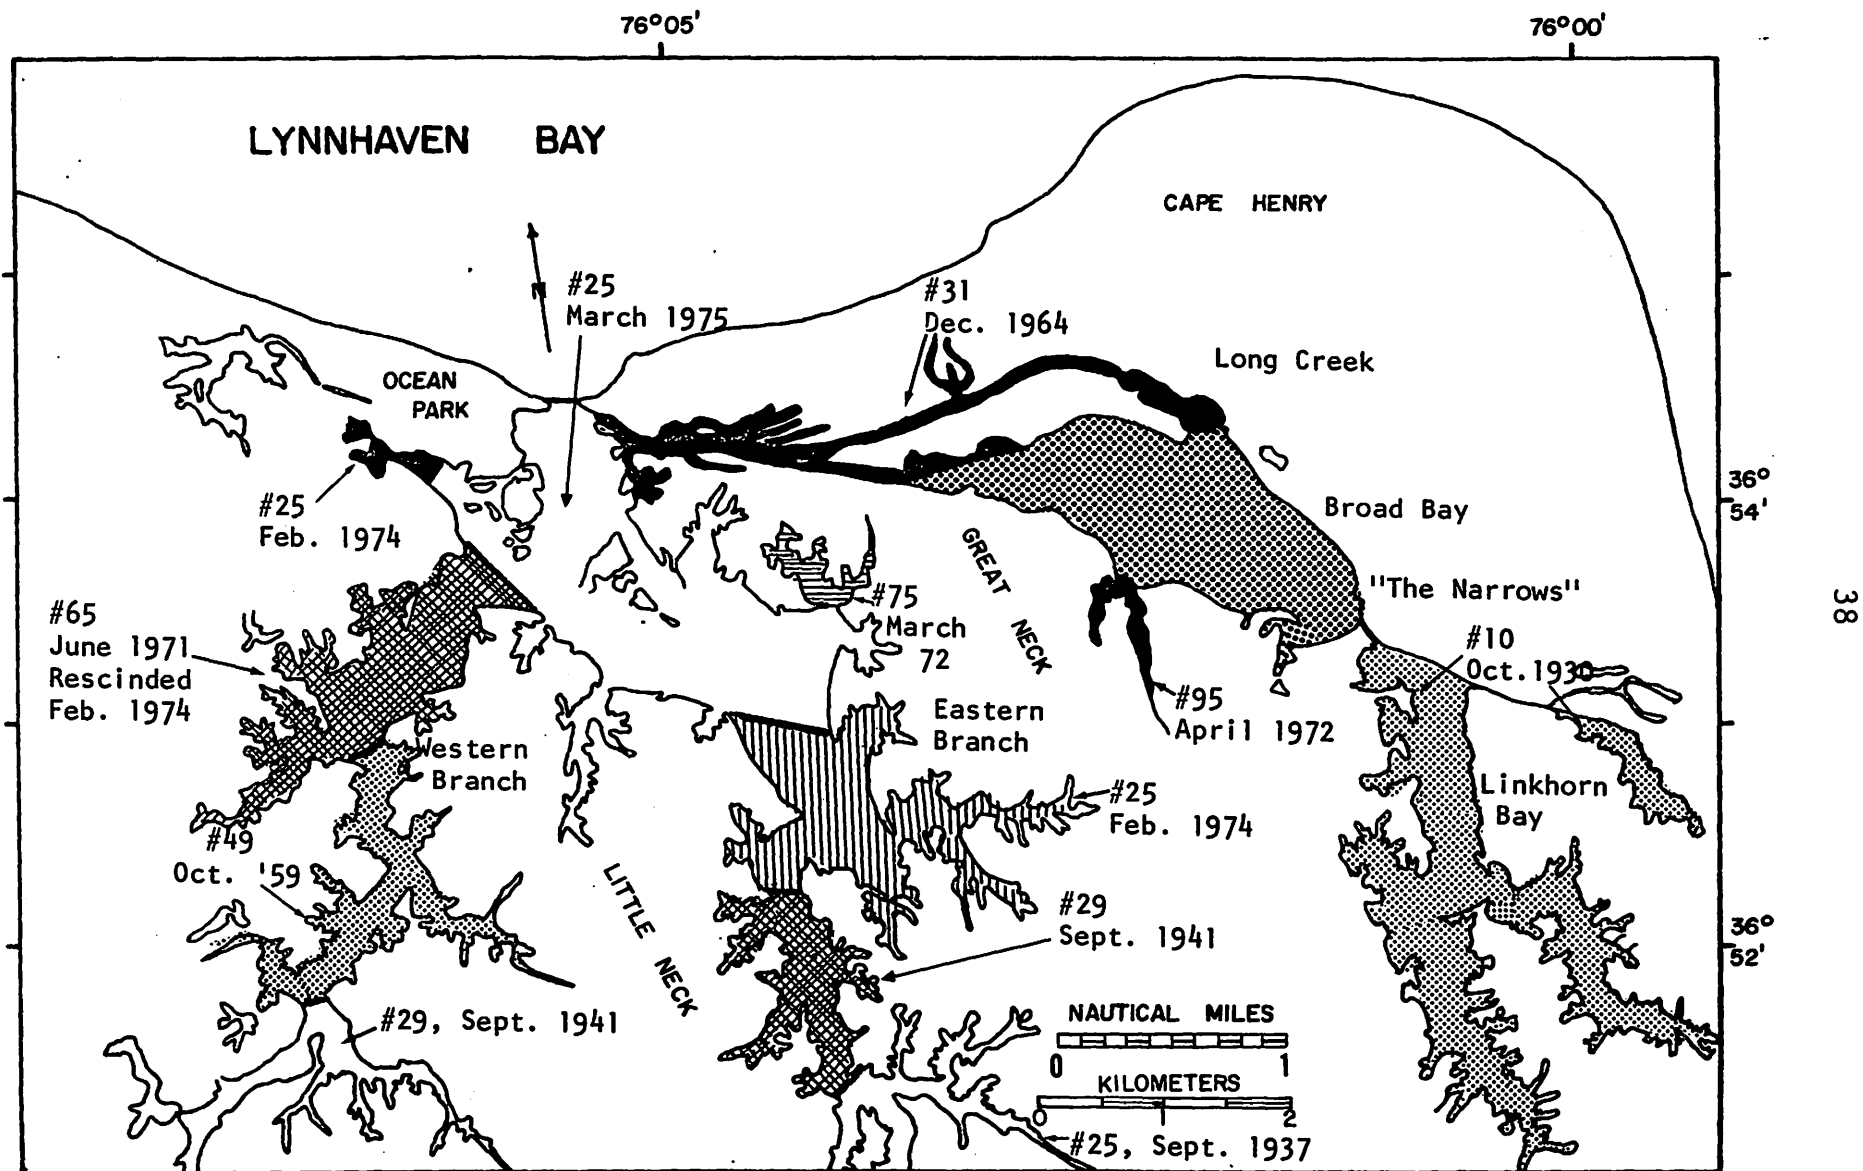 76°05'
76°00'
LYNNHAVEN BAY
CAPE HENRY
#25
March 1975
#31
Dec. 1964
Long Creek
OCEAN
PARK
N
36°
54'
#25
Feb. 1974
Broad Bay
GREAT NECK
"The Narrows"
#75
March
72
#65
June 1971
Rescinded
Feb. 1974
38
#10
Oct. 1930
#95
April 1972
Eastern
Branch
Western
Branch
Linkhorn
Bay
#25
Feb. 1974
#49
Oct. '59
LITTLE NECK
#29
Sept. 1941
36°
52'
NAUTICAL MILES
0 1
#29, Sept. 1941
KILOMETERS
0 2
#25, Sept. 1937